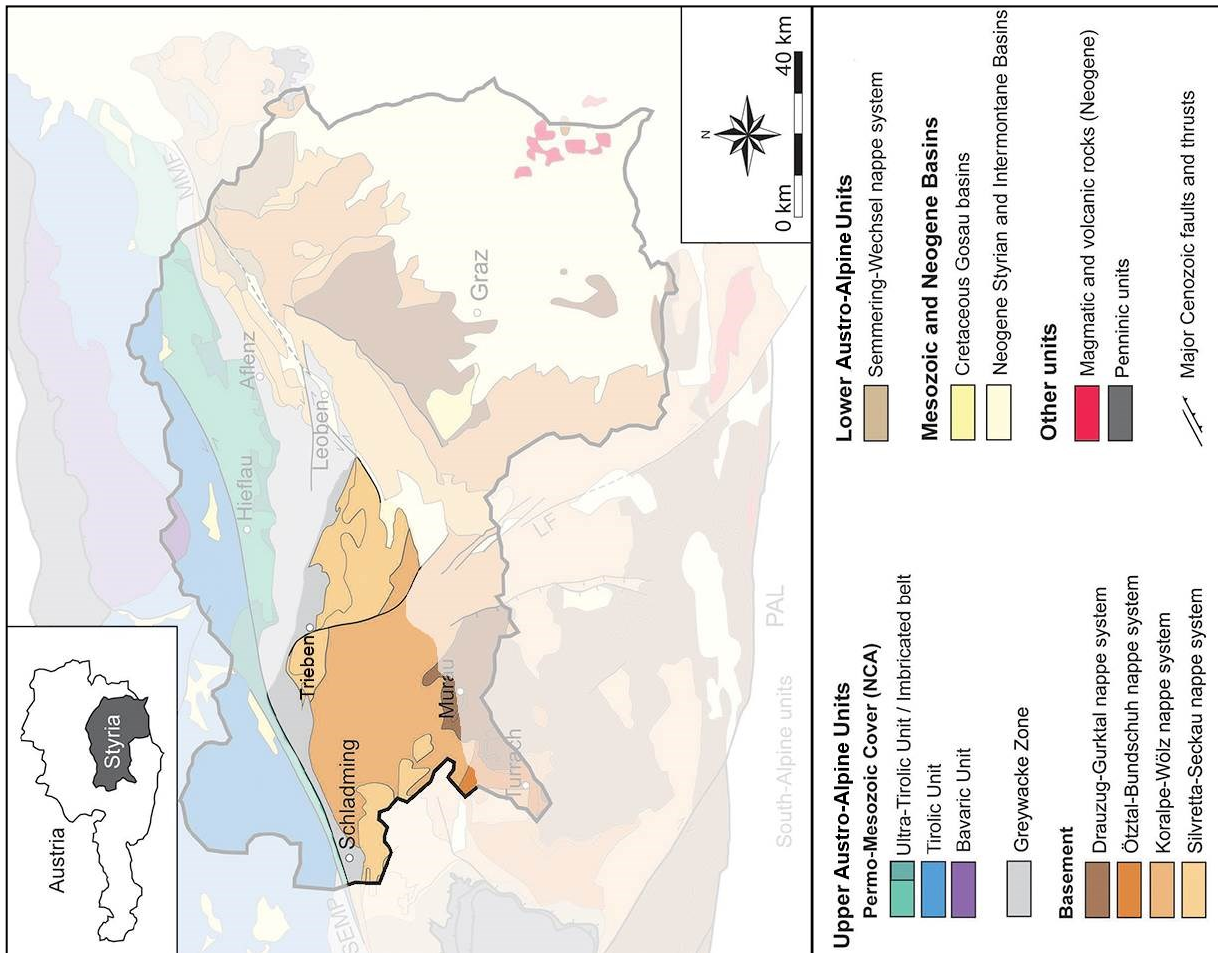 Austria
Styria
N
0 km
40 km
MMF
Graz
Aflenz
Leoben
Hieflau
Trieben
Schladming
Murau
Turrach
LF
PAL
South-Alpine units
SEMP
Upper Austro-Alpine Units
Permo-Mesozoic Cover (NCA)
Ultra-Tirolic Unit / Imbricated belt
Tirolic Unit
Bavaric Unit
Greywacke Zone
Basement
Drauzug-Gurktal nappe system
Ötztal-Bundschuh nappe system
Koralpe-Wölz nappe system
Silvretta-Seckau nappe system
Lower Austro-Alpine Units
Semmering-Wechsel nappe system
Mesozoic and Neogene Basins
Cretaceous Gosau basins
Neogene Styrian and Intermontane Basins
Other units
Magmatic and volcanic rocks (Neogene)
Penninic units
Major Cenozoic faults and thrusts